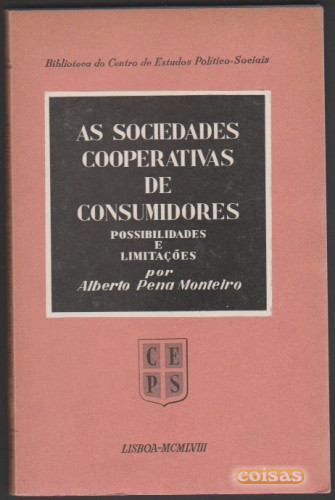 Biblioteca do Centro de Estudos Político-Sociais
AS SOCIEDADES
COOPERATIVAS
DE
CONSUMIDORES
POSSIBILIDADES
E
LIMITAÇÕES
por
Alberto Pena Monteiro
C E
P S
LISBOA-MCMLVIII
coisas